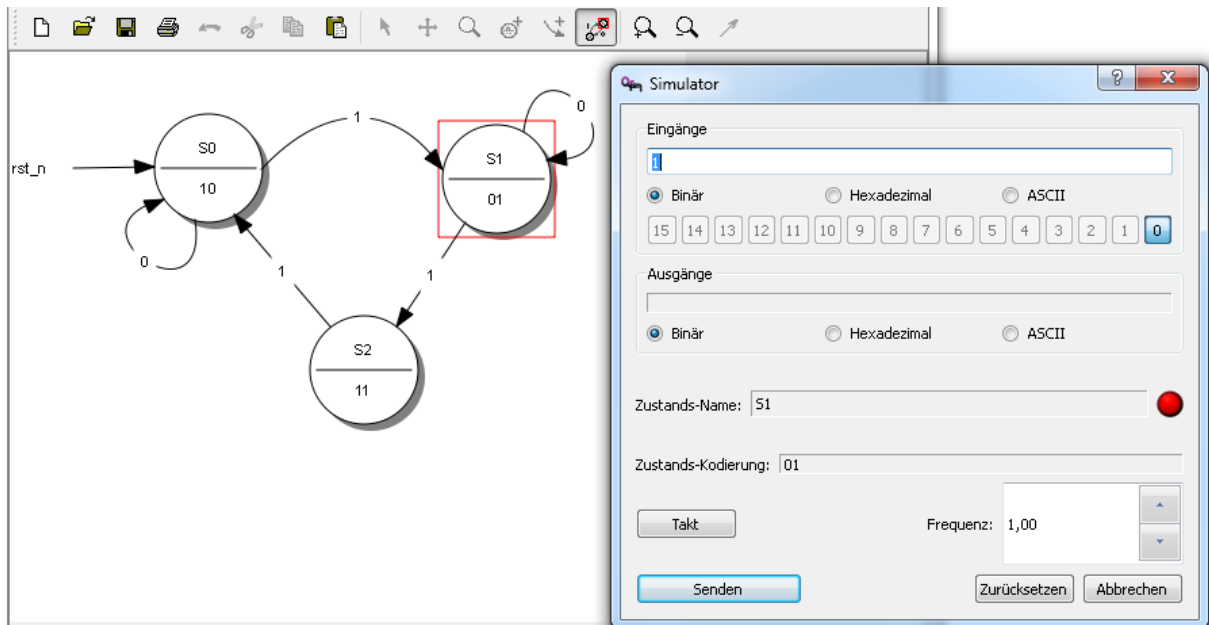 rst_n
S0
10
0
1
S1
01
0
1
1
S2
11
Simulator
Eingänge
1
Binär Hexadezimal ASCII
15 14 13 12 11 10 9 8 7 6 5 4 3 2 1 0
Ausgänge
Binär Hexadezimal ASCII
Zustands-Name: S1
Zustands-Kodierung: 01
Takt Frequenz: 1,00
Senden Zurücksetzen Abbrechen